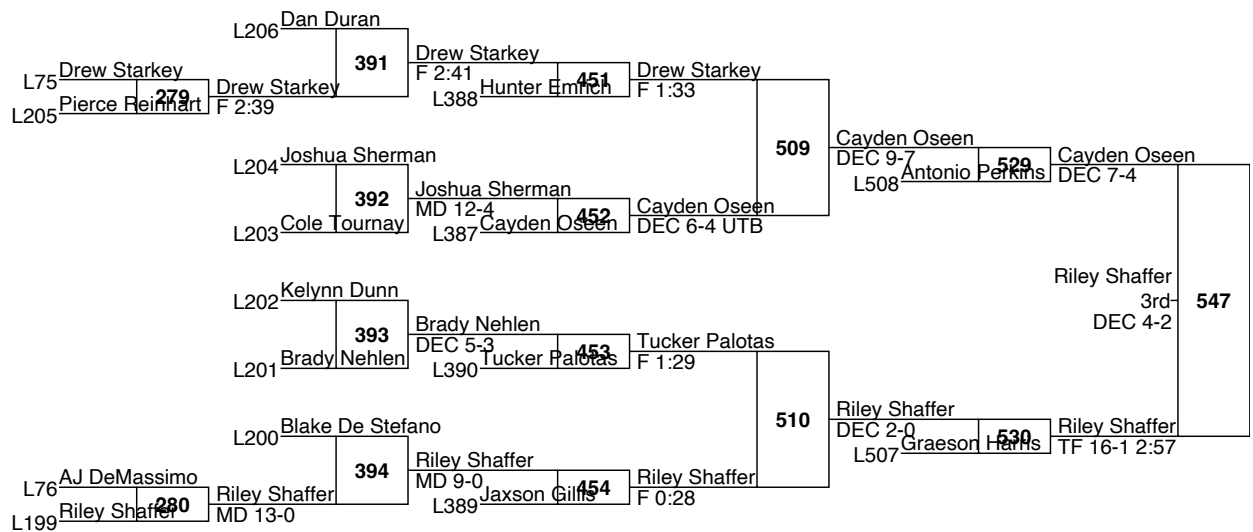 Dan Duran
L206
391
Drew Starkey
F 2:41
Drew Starkey
L75
279
Pierce Reinhart
L205
Drew Starkey
F 2:39
451
Hunter Emrich
L388
Drew Starkey
F 1:33
509
Cayden Oseen
DEC 9-7
529
Antonio Perkins
L508
Cayden Oseen
DEC 7-4
Joshua Sherman
L204
392
Cole Tournay
L203
Joshua Sherman
MD 12-4
452
Cayden Oseen
L387
Cayden Oseen
DEC 6-4 UTB
Riley Shaffer
3rd
DEC 4-2
547
Kelynn Dunn
L202
393
Brady Nehlen
L201
Brady Nehlen
DEC 5-3
453
Tucker Palotas
L390
Tucker Palotas
F 1:29
510
Riley Shaffer
DEC 2-0
530
Graeson Harris
L507
Riley Shaffer
TF 16-1 2:57
Blake De Stefano
L200
394
Riley Shaffer
MD 9-0
454
Jaxson Gillis
L389
Riley Shaffer
F 0:28
AJ DeMassimo
L76
280
Riley Shaffer
L199
Riley Shaffer
MD 13-0